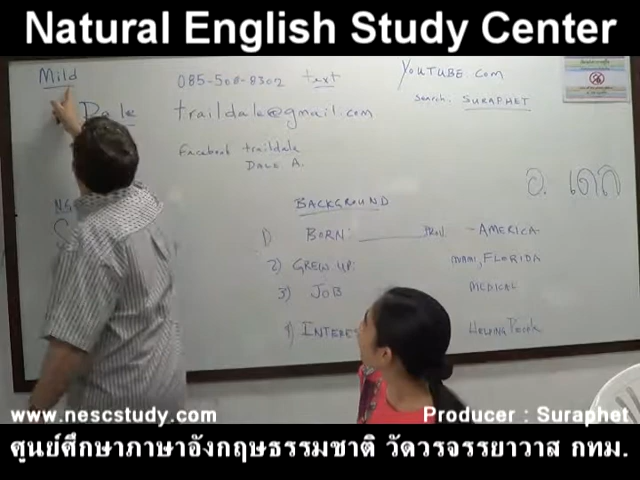 Natural English Study Center
Mild
085-508-8302 text
YouTube.com
Search: SURAPHET
Dale traildale@gmail.com
Facebook traildale
DALE A.
อ. เดล
BACKGROUND
1) BORN: ________ PROV. -AMERICA-
2) GREW UP: MIAMI, FLORIDA
3) JOB MEDICAL
4) INTERE HELPING People
www.nescstudy.com
Producer : Suraphet
ศูนย์ศึกษาภาษาอังกฤษธรรมชาติ วัดวรจรรยาวาส กทม.